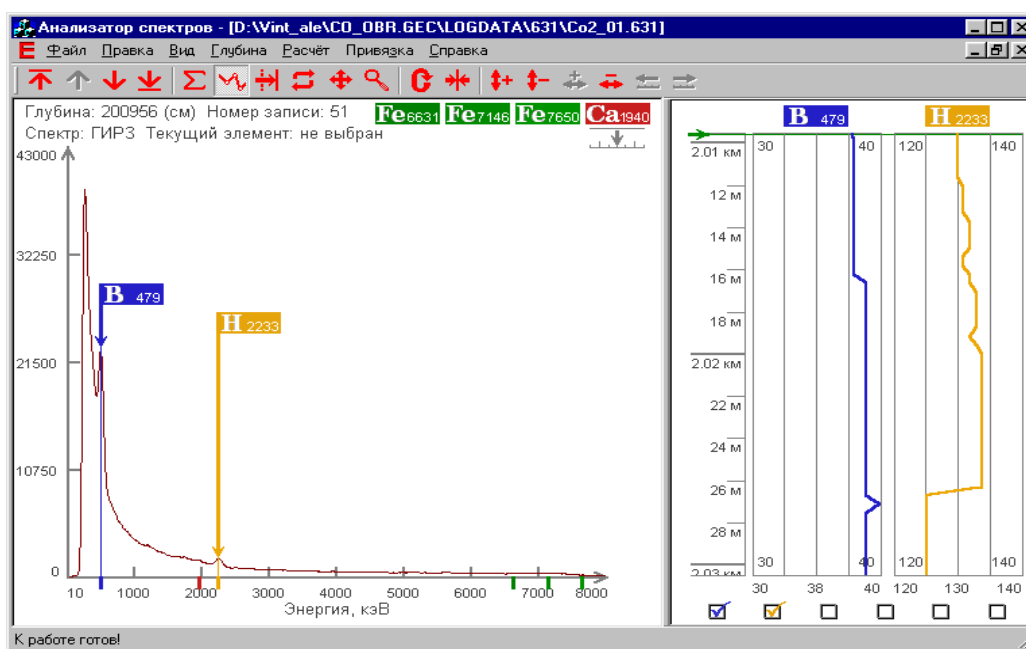 Анализатор спектров - [D:\Vint_ale\CO_OBR.GEC\LOGDATA\631\Co2_01.631]
E Файл Правка Вид Глубина Расчёт Привязка Справка
Глубина: 200956 (см) Номер записи: 51
Fe6631 Fe7146 Fe7650 Ca1940
Спектр: ГИРЗ Текущий элемент: не выбран
43000
32250
21500
10750
0
B 479
H 2233
10 1000 2000 3000 4000 5000 6000 7000 8000
Энергия, кэВ
B 479 H 2233
2.01 км 30 40 120 140
12 м
14 м
16 м
18 м
2.02 км
22 м
24 м
26 м
28 м
30 40 120 140
2.03 км
30 38 40 120 130 140
К работе готов!